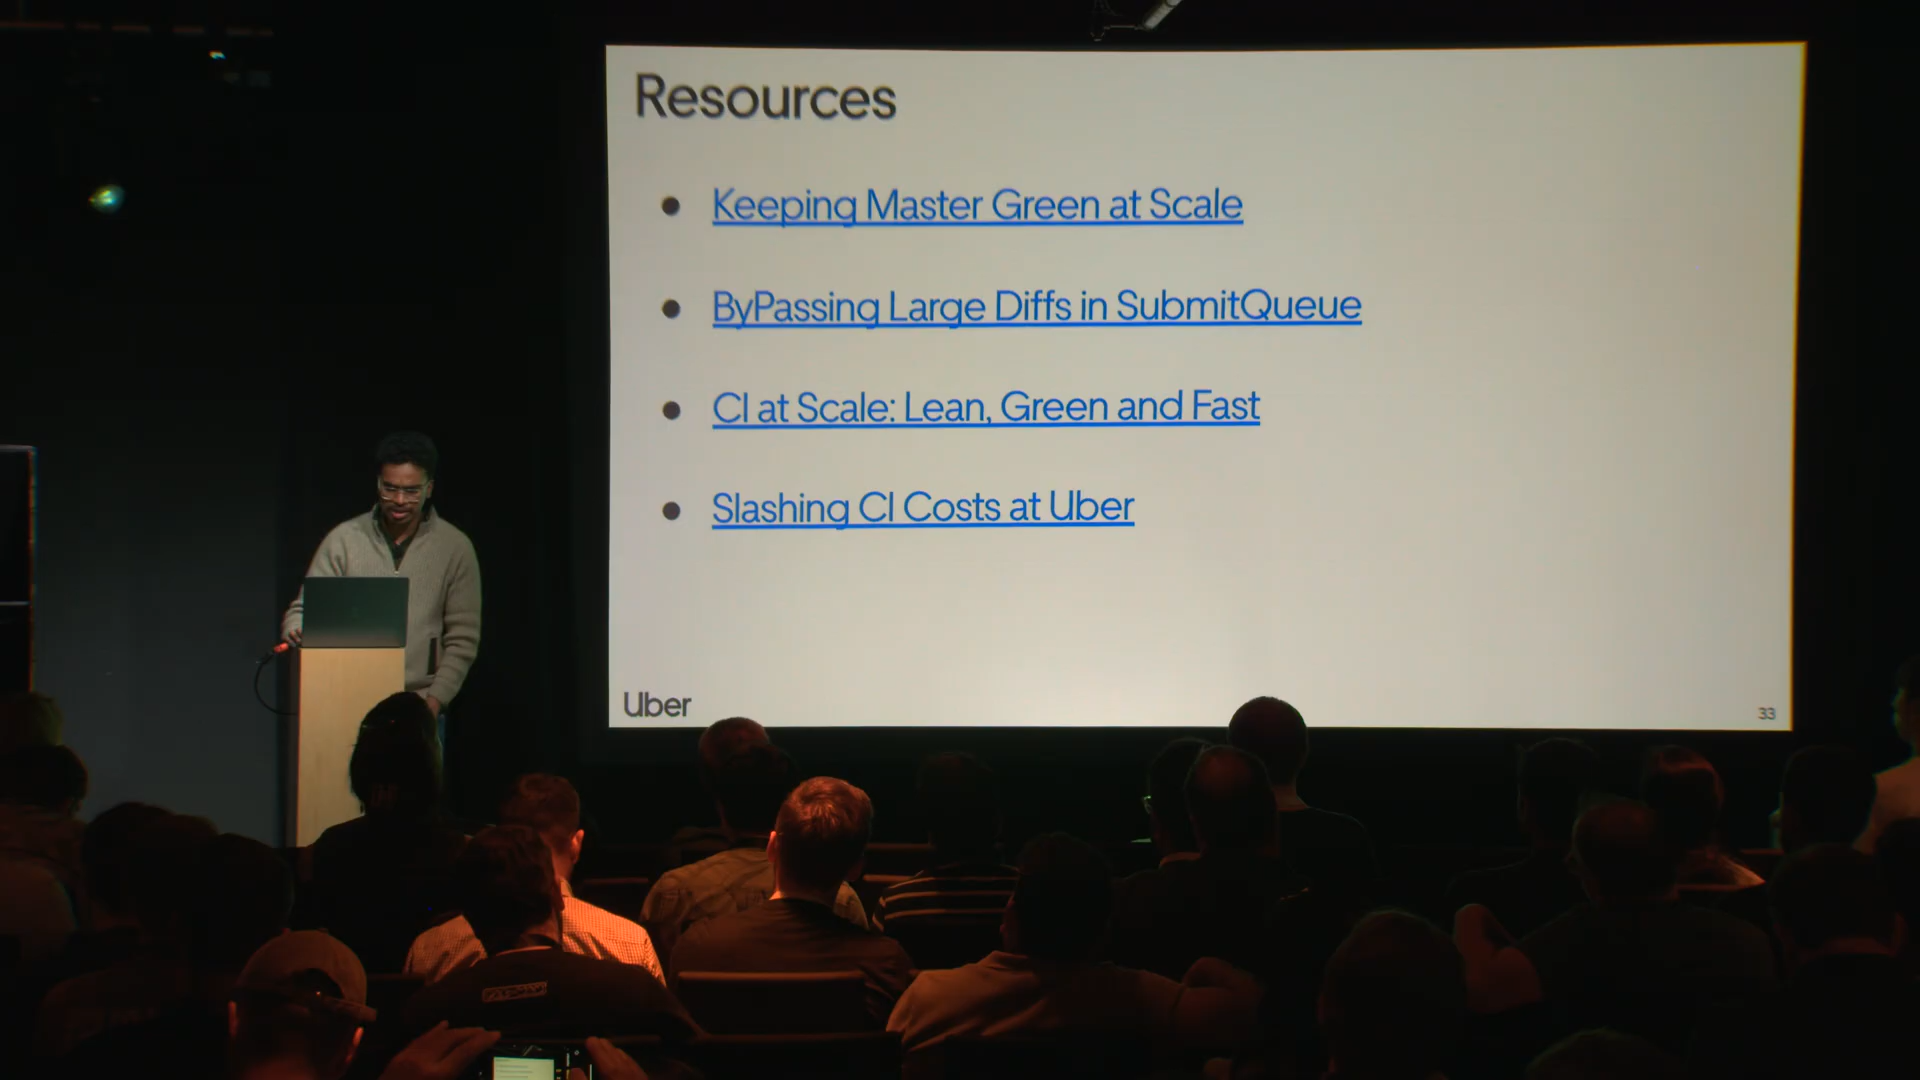 Resources
Keeping Master Green at Scale
ByPassing Large Diffs in SubmitQueue
CI at Scale: Lean, Green and Fast
Slashing CI Costs at Uber
Uber
33